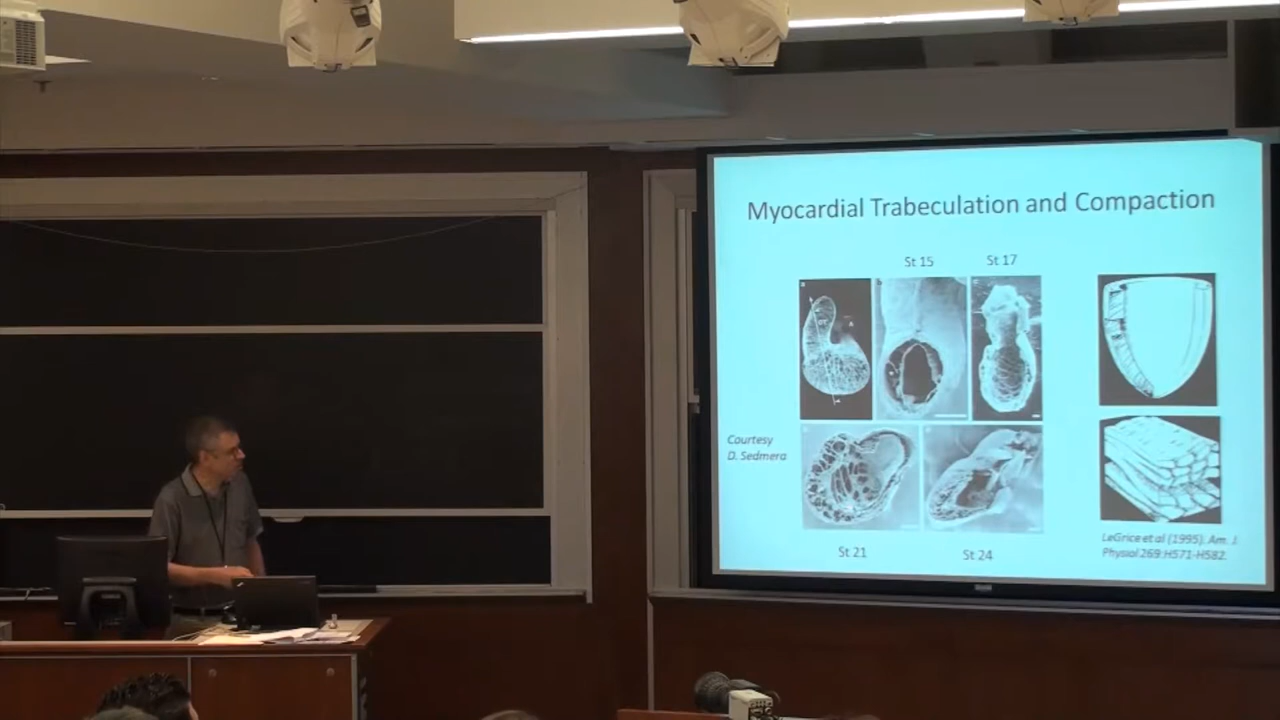 Myocardial Trabeculation and Compaction
St 15
St 17
Courtesy
D. Sedmera
St 21
St 24
LeGrice et al (1995). Am. J.
Physiol 269:H571-H582.